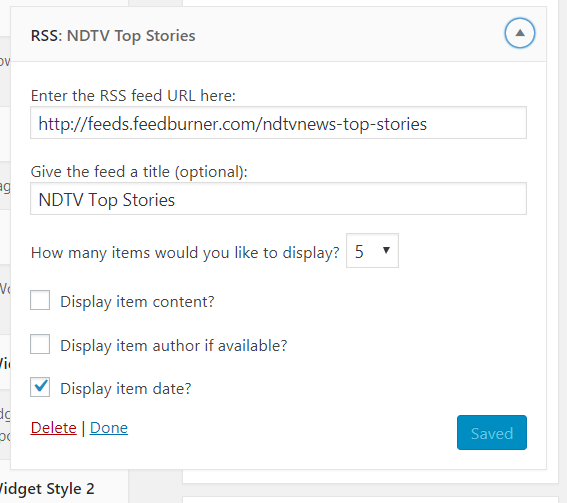 RSS: NDTV Top Stories
Enter the RSS feed URL here:
http://feeds.feedburner.com/ndtvnews-top-stories
Give the feed a title (optional):
NDTV Top Stories
How many items would you like to display? 5
Display item content?
Display item author if available?
Display item date?
Delete | Done
Saved
idget Style 2